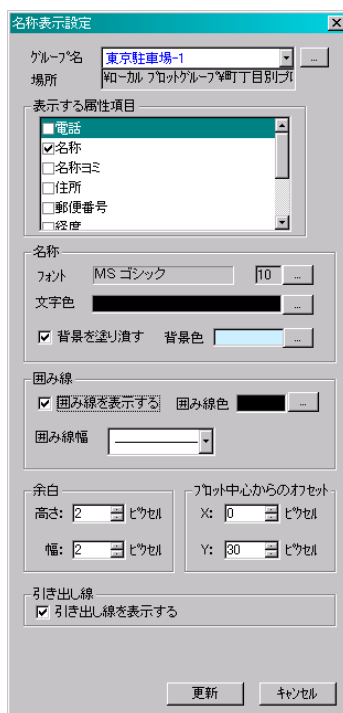 名称表示設定
グループ名 東京駐車場-1 ...
場所 ¥ローカル プロットグループ¥町丁目別プロ
表示する属性項目
電話
名称
名称ヨミ
住所
郵便番号
経度
名称
フォント MS ゴシック 10 ...
文字色 ...
背景を塗り潰す 背景色 ...
囲み線
囲み線を表示する 囲み線色 ...
囲み線幅
余白
高さ: 2 ピクセル
幅: 2 ピクセル
プロット中心からのオフセット
X: 0 ピクセル
Y: 30 ピクセル
引き出し線
引き出し線を表示する
更新 キャンセル